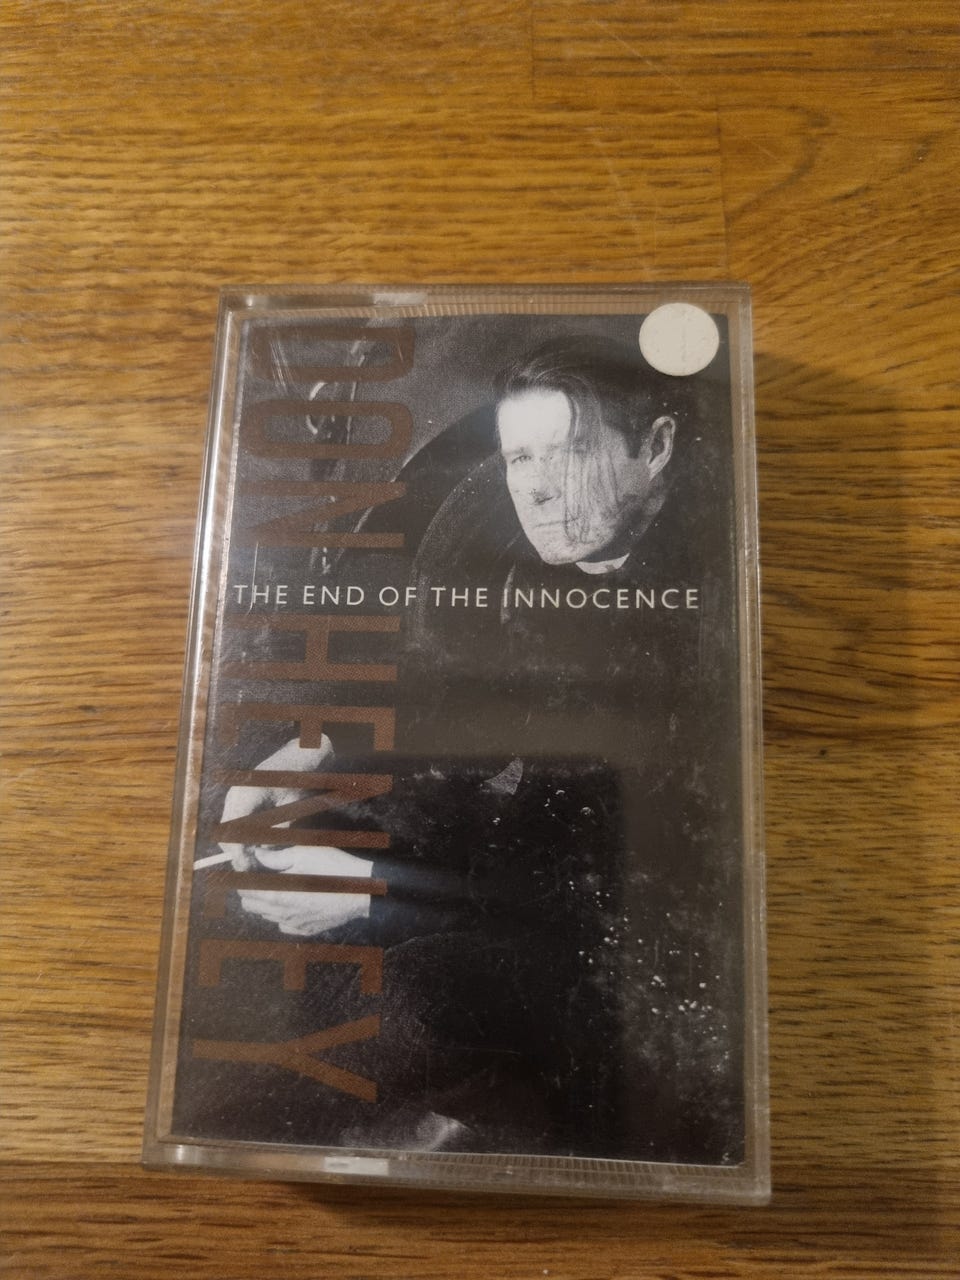 DON HENLEY
THE END OF THE INNOCENCE